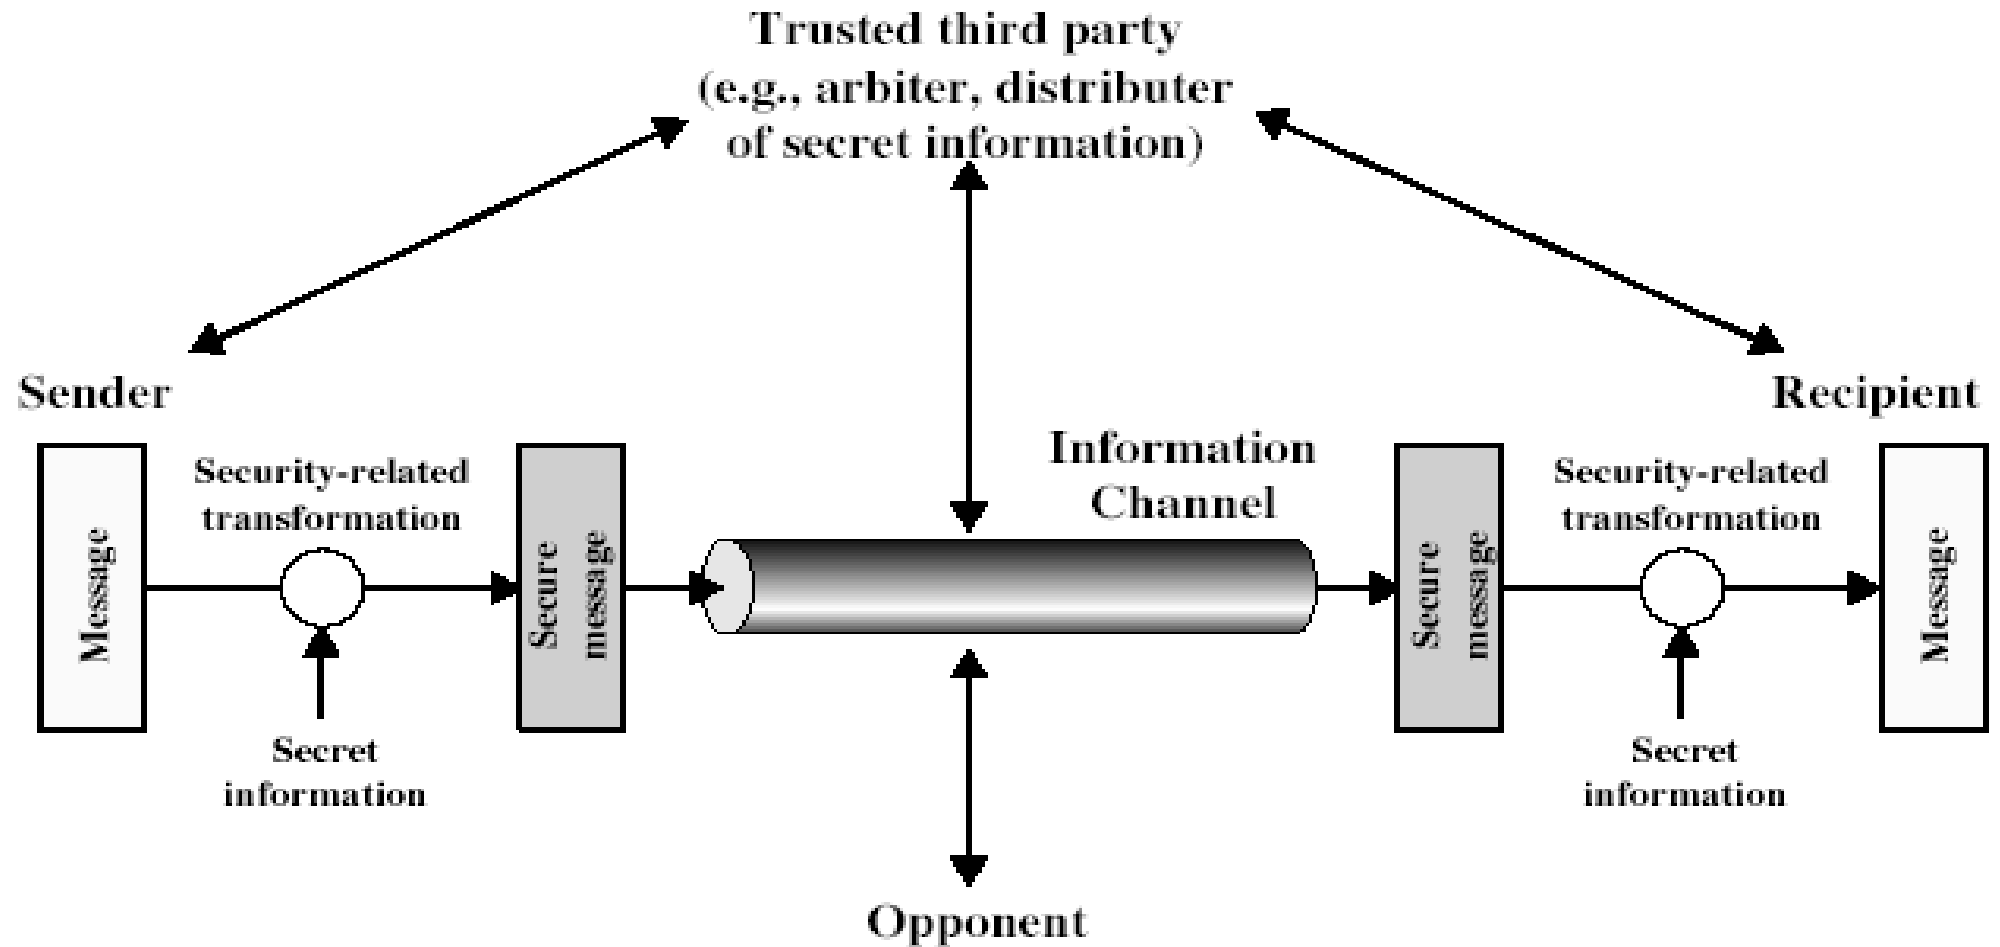 Trusted third party
(e.g., arbiter, distributer
of secret information)
Sender
Recipient
Information
Channel
Security-related
transformation
Security-related
transformation
Message
Secure
message
Secure
message
Message
Secret
information
Secret
information
Opponent